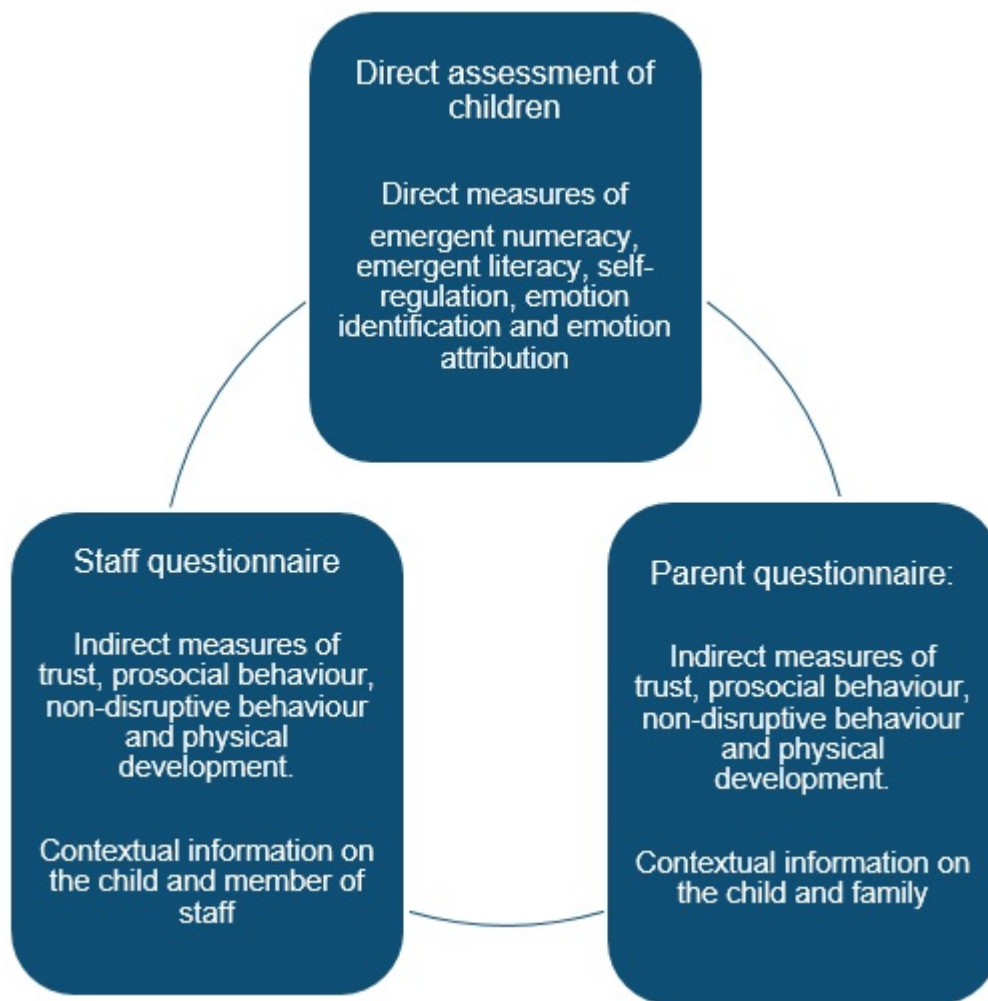 Direct assessment of
children
Direct measures of
emergent numeracy,
emergent literacy, self-
regulation, emotion
identification and emotion
attribution
Staff questionnaire
Indirect measures of
trust, prosocial behaviour,
non-disruptive behaviour
and physical
development.
Contextual information on
the child and member of
staff
Parent questionnaire:
Indirect measures of
trust, prosocial behaviour,
non-disruptive behaviour
and physical
development.
Contextual information on
the child and family